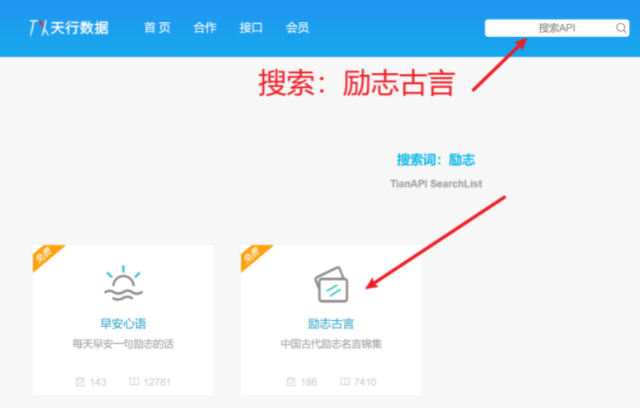 TX天行数据 首页 合作 接口 会员 搜索API
搜索：励志古言
搜索词：励志
TianAPI SearchList
免费 免费
早安心语 励志古言
每天早安一句励志的话 中国古代励志名言锦集
143 12781 186 7410